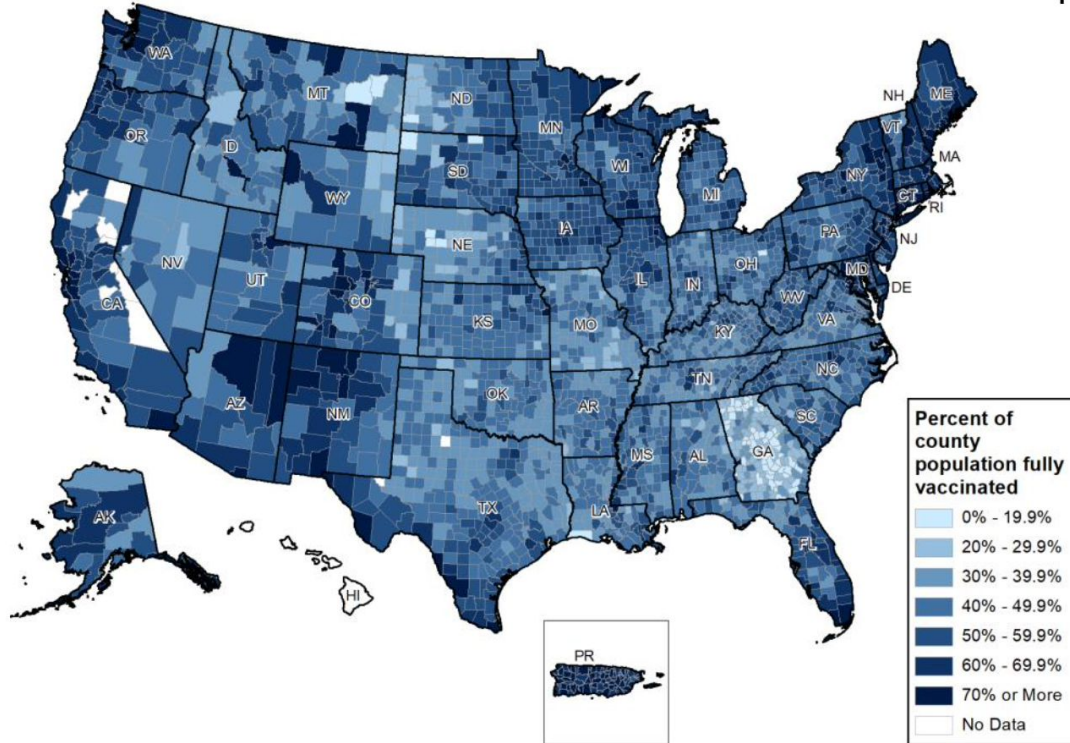 WA
MT
ND
MN
NH
ME
VT
OR
ID
SD
WI
MI
NY
MA
WY
CT
RI
IA
PA
NJ
NE
OH
NV
UT
IL
IN
MD
DE
CA
CO
WV
KS
MO
KY
VA
NC
TN
AZ
NM
OK
AR
SC
MS
AL
GA
TX
LA
AK
FL
HI
PR
Percent of
county
population fully
vaccinated
0% - 19.9%
20% - 29.9%
30% - 39.9%
40% - 49.9%
50% - 59.9%
60% - 69.9%
70% or More
No Data